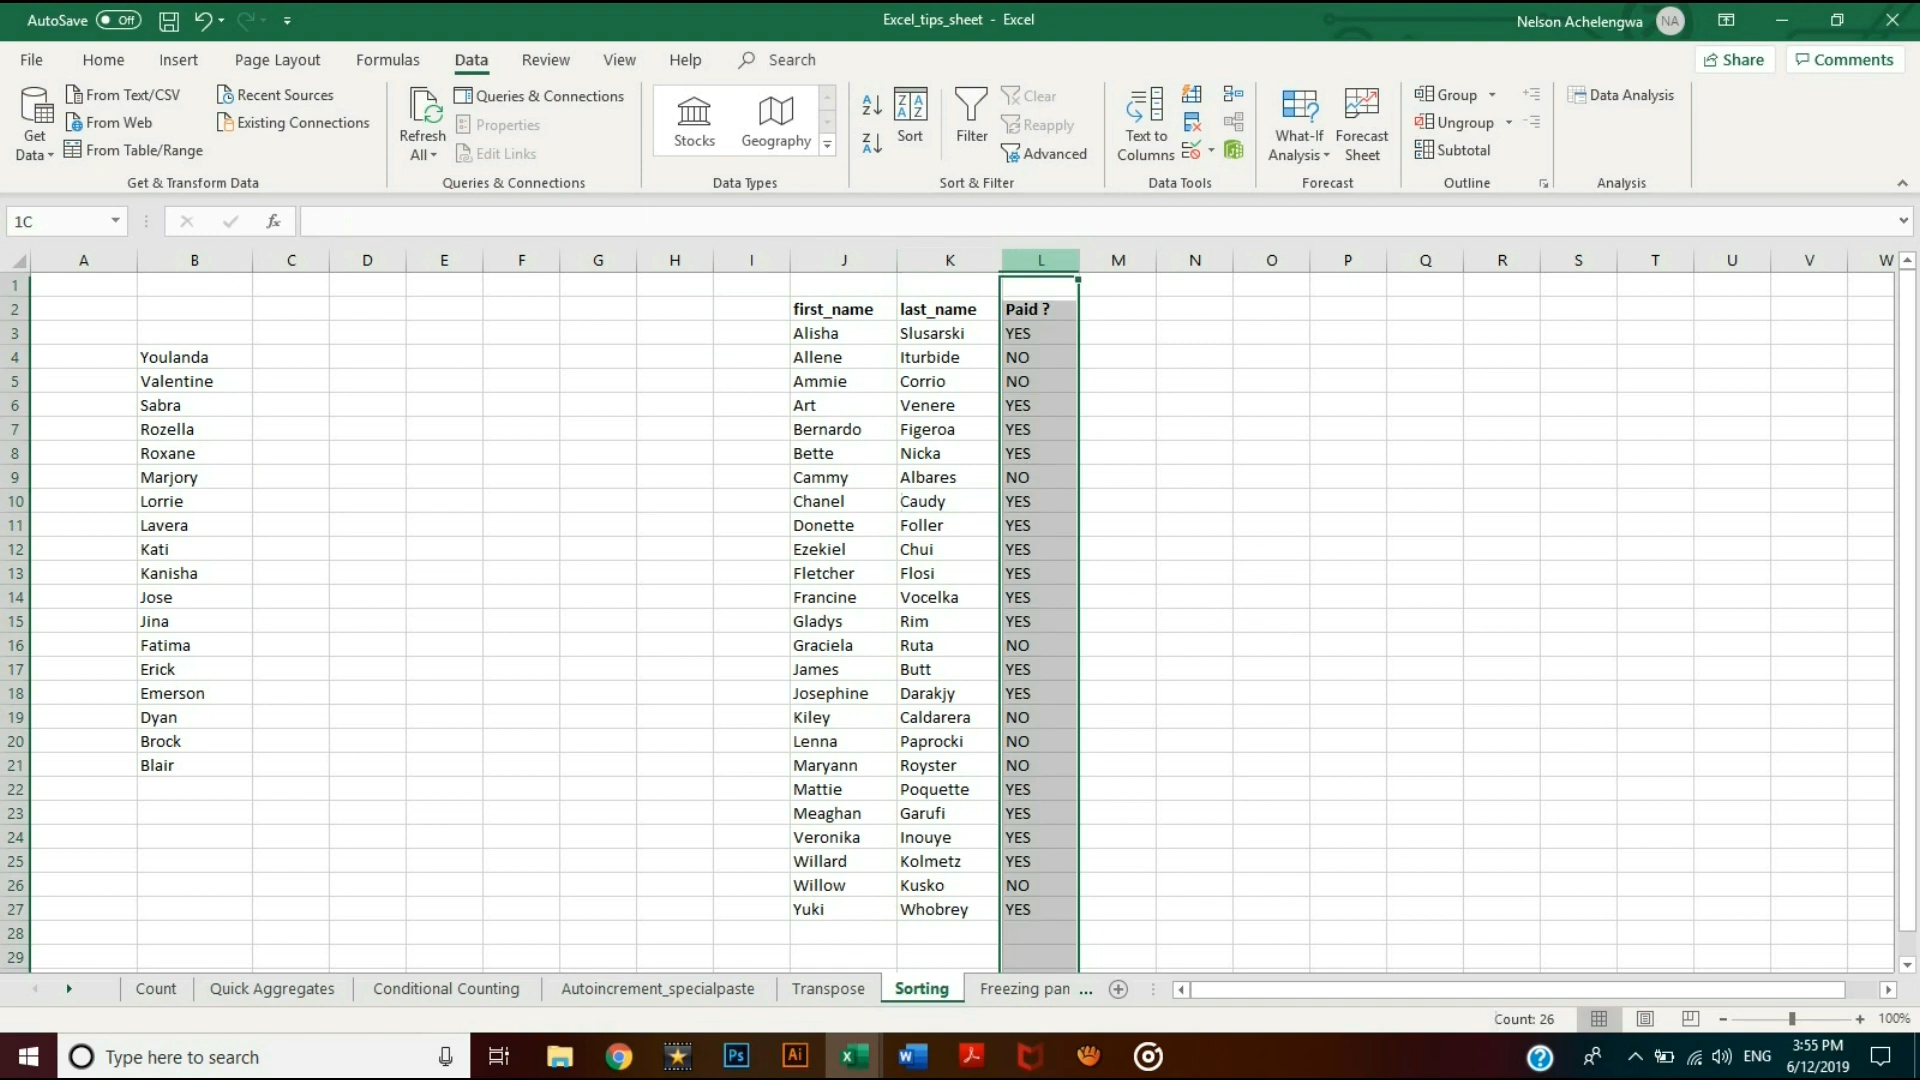 AutoSave Off
Excel_tips_sheet - Excel
Nelson Achelengwa NA
File Home Insert Page Layout Formulas Data Review View Help Search Share Comments
Get Data
From Text/CSV
From Web
From Table/Range
Recent Sources
Existing Connections
Get & Transform Data
Refresh All
Queries & Connections
Properties
Edit Links
Queries & Connections
Stocks Geography
Data Types
Sort
Filter
Clear
Reapply
Advanced
Sort & Filter
Text to Columns
Data Tools
What-If Analysis
Forecast Sheet
Forecast
Group
Ungroup
Subtotal
Outline
Data Analysis
Analysis
1C fx
A B C D E F G H I J K L M N O P Q R S T U V W
1
2 first_name last_name Paid ?
3 Alisha Slusarski YES
4 Youlanda Allene Iturbide NO
5 Valentine Ammie Corrio NO
6 Sabra Art Venere YES
7 Rozella Bernardo Figeroa YES
8 Roxane Bette Nicka YES
9 Marjory Cammy Albares NO
10 Lorrie Chanel Caudy YES
11 Lavera Donette Foller YES
12 Kati Ezekiel Chui YES
13 Kanisha Fletcher Flosi YES
14 Jose Francine Vocelka YES
15 Jina Gladys Rim YES
16 Fatima Graciela Ruta NO
17 Erick James Butt YES
18 Emerson Josephine Darakjy YES
19 Dyan Kiley Caldarera NO
20 Brock Lenna Paprocki NO
21 Blair Maryann Royster NO
22 Mattie Poquette YES
23 Meaghan Garufi YES
24 Veronika Inouye YES
25 Willard Kolmetz YES
26 Willow Kusko NO
27 Yuki Whobrey YES
28
29
Count Quick Aggregates Conditional Counting Autoincrement_specialpaste Transpose Sorting Freezing pan ...
Count: 26 100%
Type here to search
Ps Ai
ENG
3:55 PM
6/12/2019